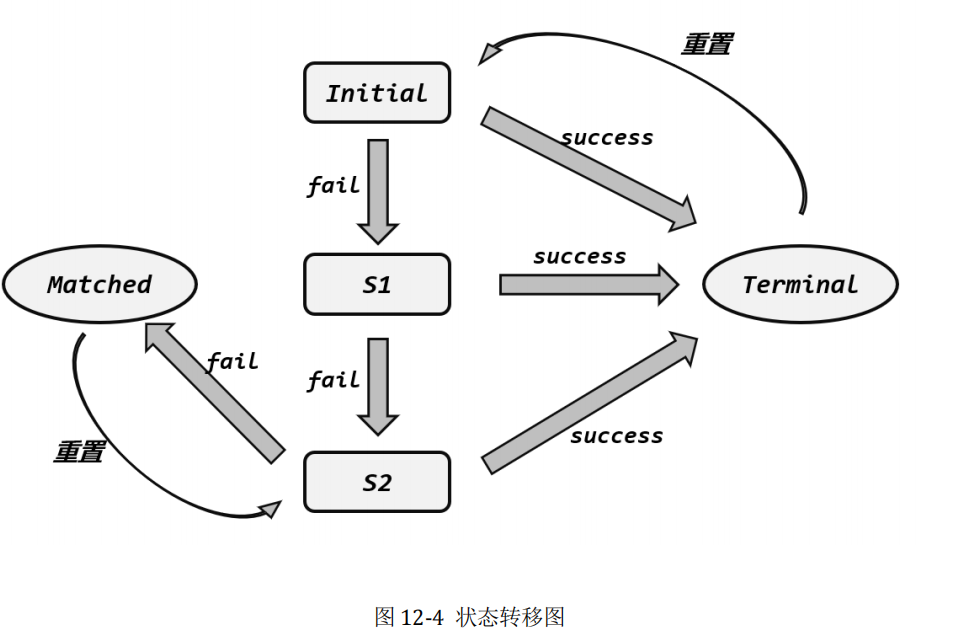 重置
Initial
success
fail
success
Matched
S1
Terminal
fail
fail
success
重置
S2
图 12-4 状态转移图